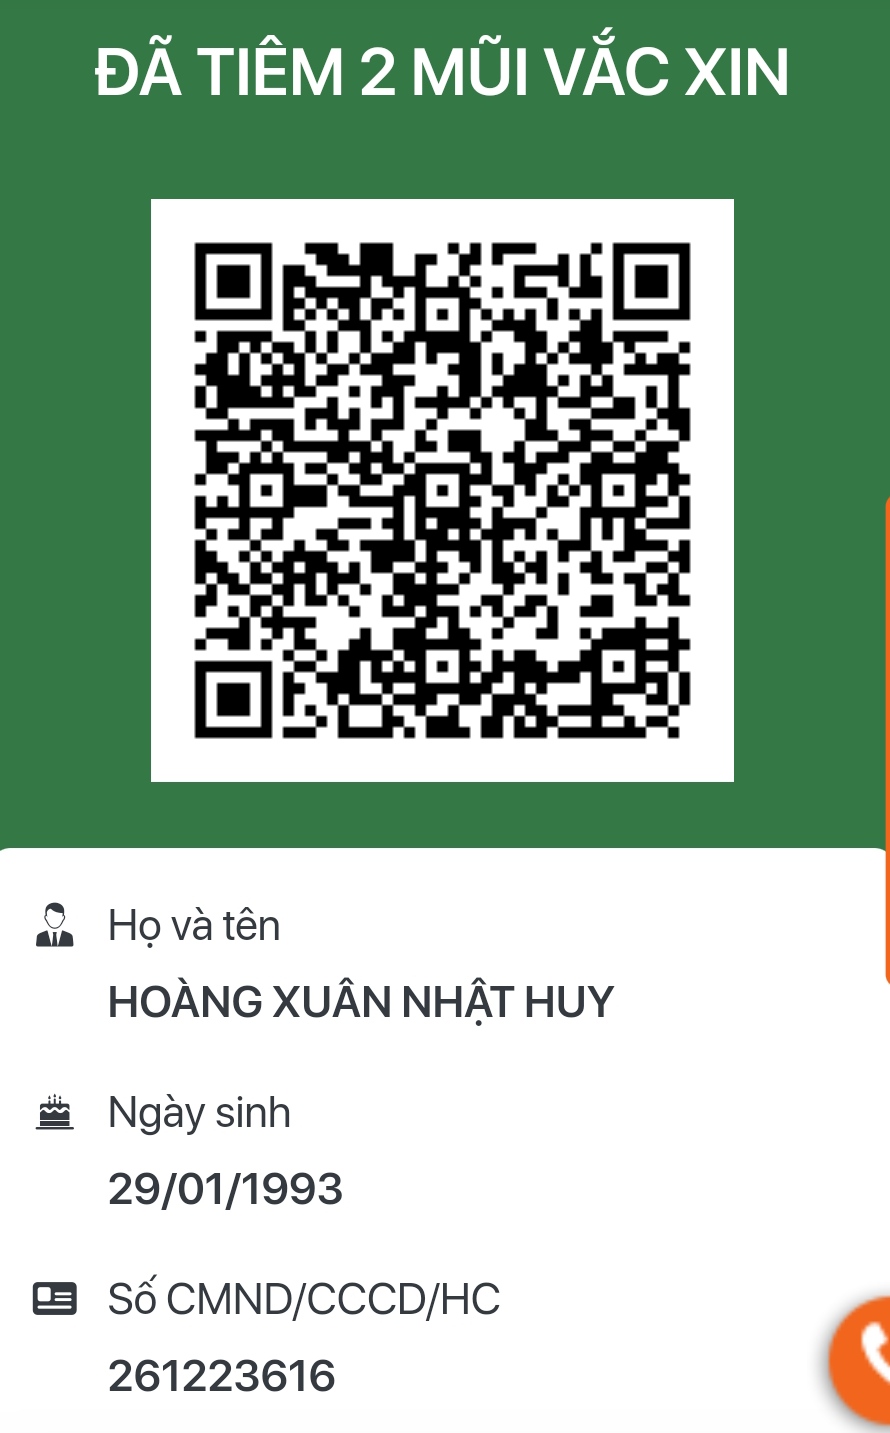 ĐÃ TIÊM 2 MŨI VẮC XIN
Họ và tên
HOÀNG XUÂN NHẬT HUY
Ngày sinh
29/01/1993
Số CMND/CCCD/HC
261223616